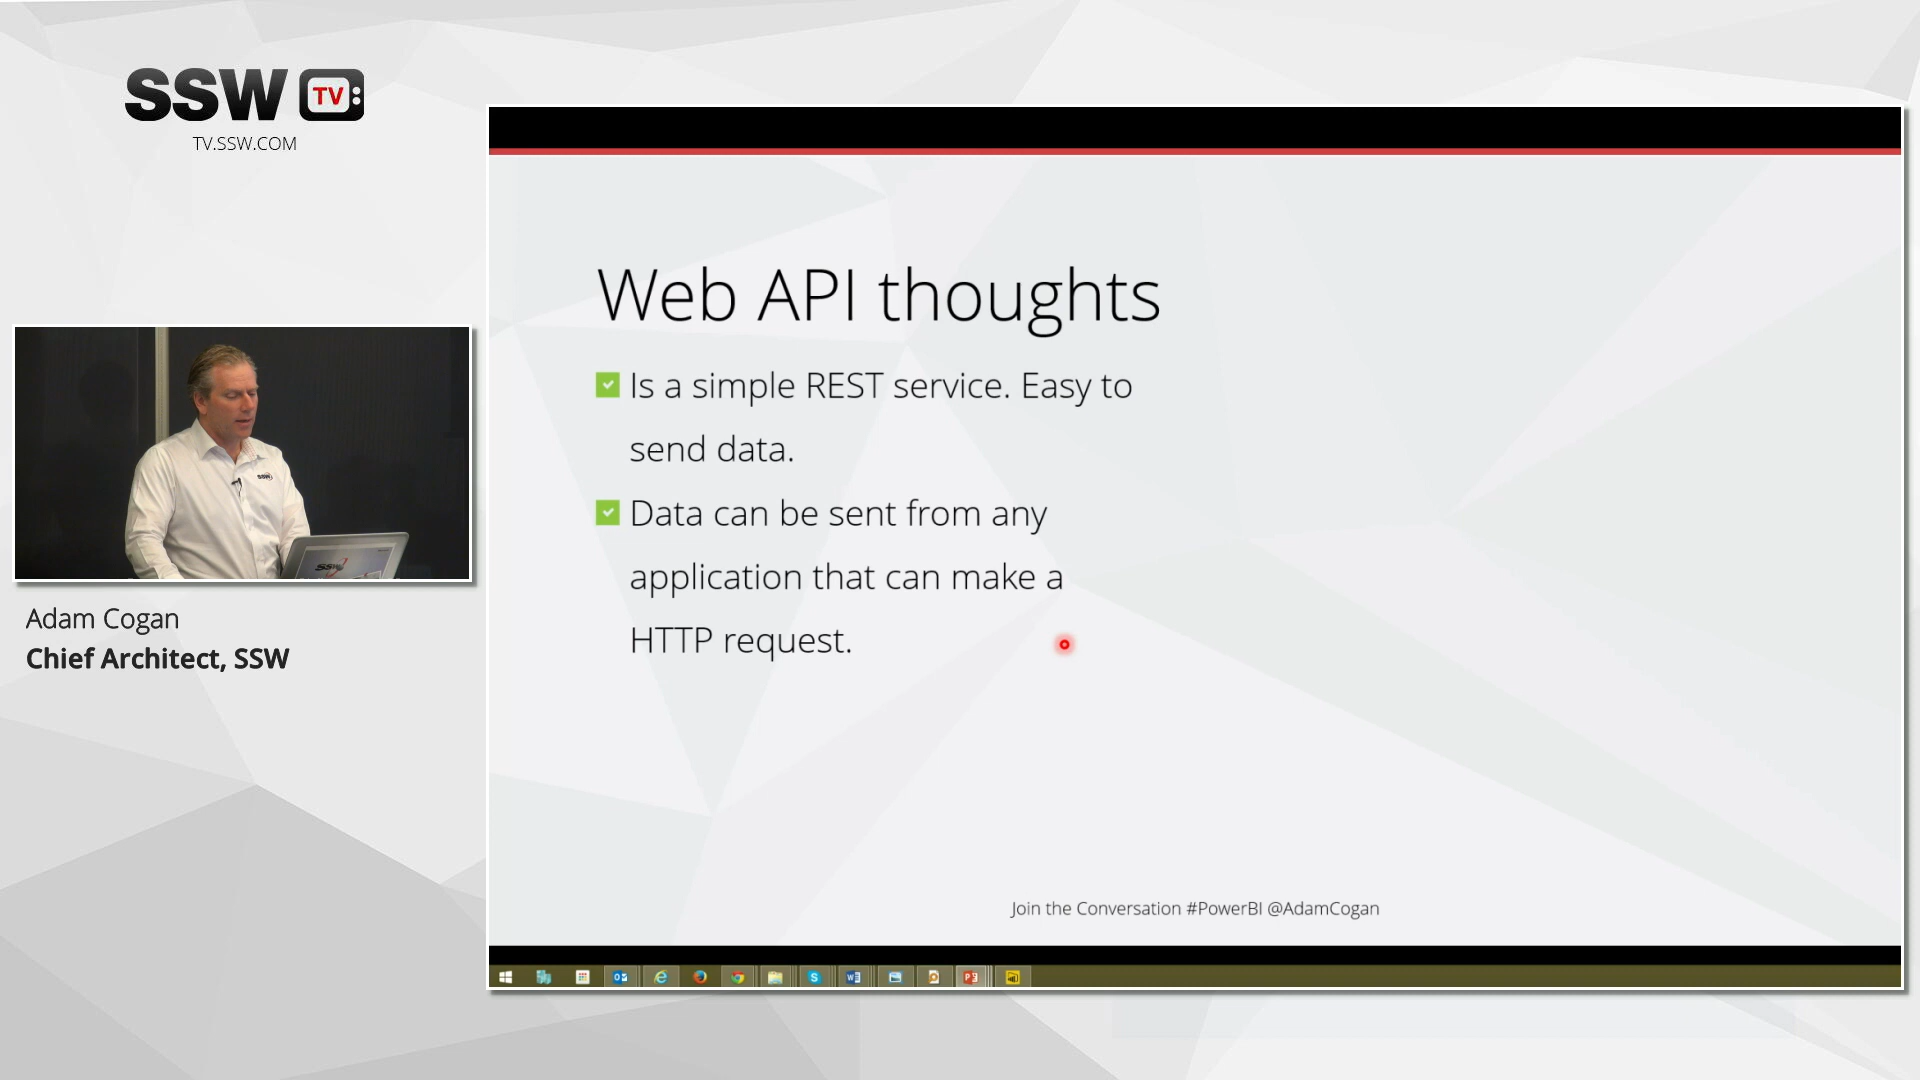 SSW TV
TV.SSW.COM
Web API thoughts
Is a simple REST service. Easy to
send data.
Data can be sent from any
application that can make a
HTTP request.
SSW
SSW
Adam Cogan
Chief Architect, SSW
Join the Conversation #PowerBI @AdamCogan